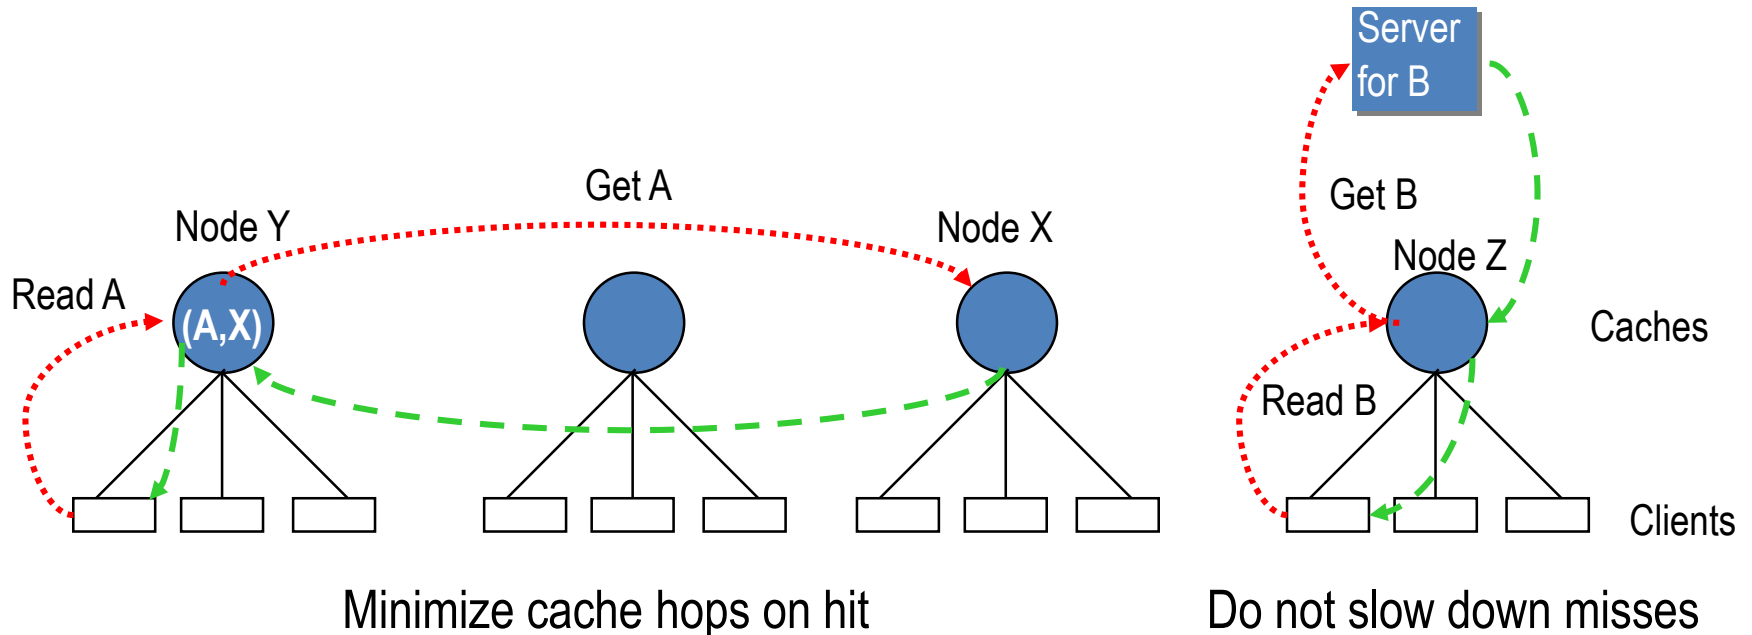 Server
for B
Get A
Get B
Node Y
Node X
Node Z
Read A
(A,X)
Caches
Read B
Clients
Minimize cache hops on hit
Do not slow down misses